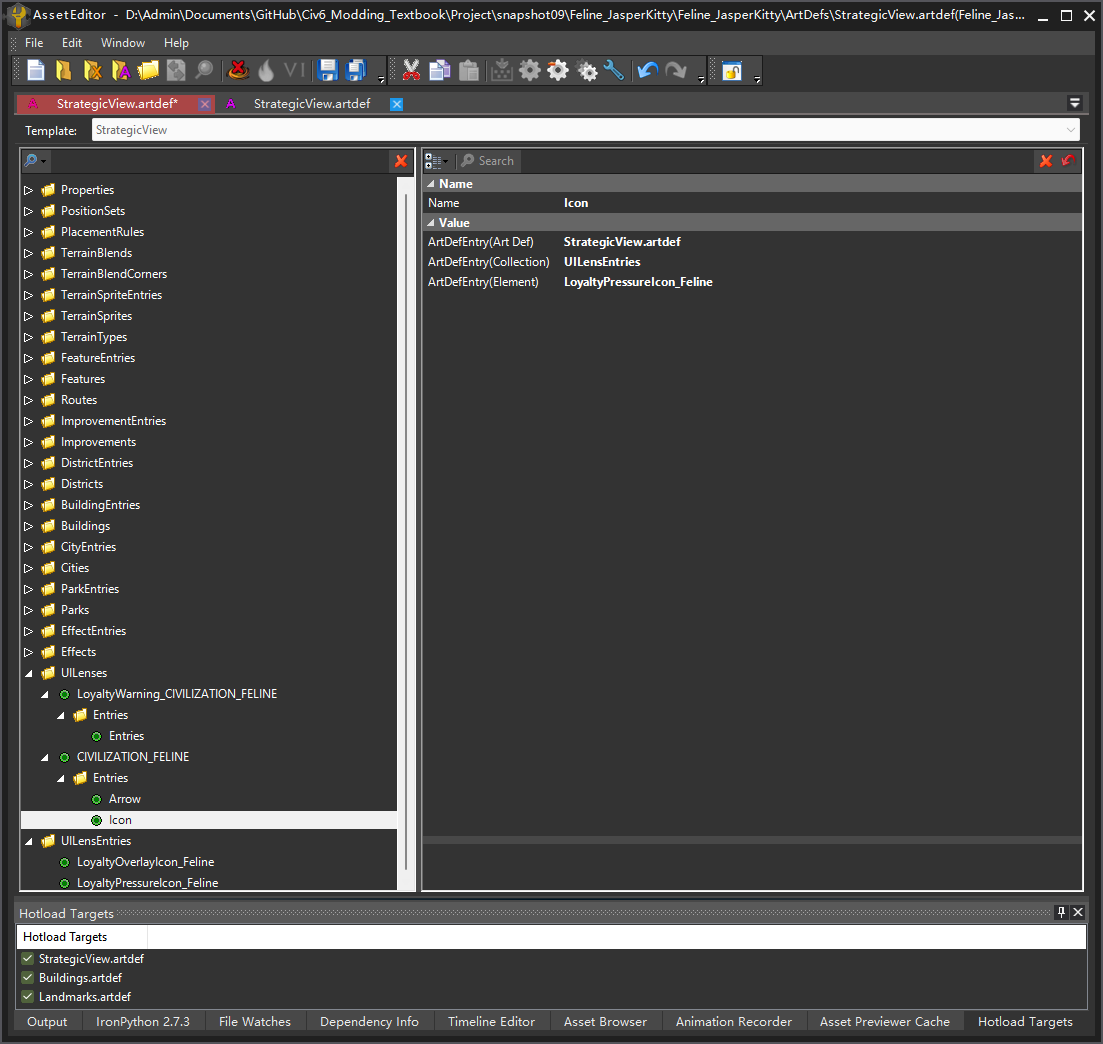 AssetEditor - D:\Admin\Documents\GitHub\Civ6_Modding_Textbook\Project\snapshot09\Feline_JasperKitty\Feline_JasperKitty\ArtDefs\StrategicView.artdef(Feline_Jas...
File Edit Window Help
StrategicView.artdef* StrategicView.artdef
Template: StrategicView
Search
Properties
PositionSets
PlacementRules
TerrainBlends
TerrainBlendCorners
TerrainSpriteEntries
TerrainSprites
TerrainTypes
FeatureEntries
Features
Routes
ImprovementEntries
Improvements
DistrictEntries
Districts
BuildingEntries
Buildings
CityEntries
Cities
ParkEntries
Parks
EffectEntries
Effects
UILenses
LoyaltyWarning_CIVILIZATION_FELINE
Entries
Entries
CIVILIZATION_FELINE
Entries
Arrow
Icon
UILensEntries
LoyaltyOverlayIcon_Feline
LoyaltyPressureIcon_Feline
Name
Name Icon
Value
ArtDefEntry(Art Def) StrategicView.artdef
ArtDefEntry(Collection) UILensEntries
ArtDefEntry(Element) LoyaltyPressureIcon_Feline
Hotload Targets
Hotload Targets
StrategicView.artdef
Buildings.artdef
Landmarks.artdef
Output IronPython 2.7.3 File Watches Dependency Info Timeline Editor Asset Browser Animation Recorder Asset Previewer Cache Hotload Targets